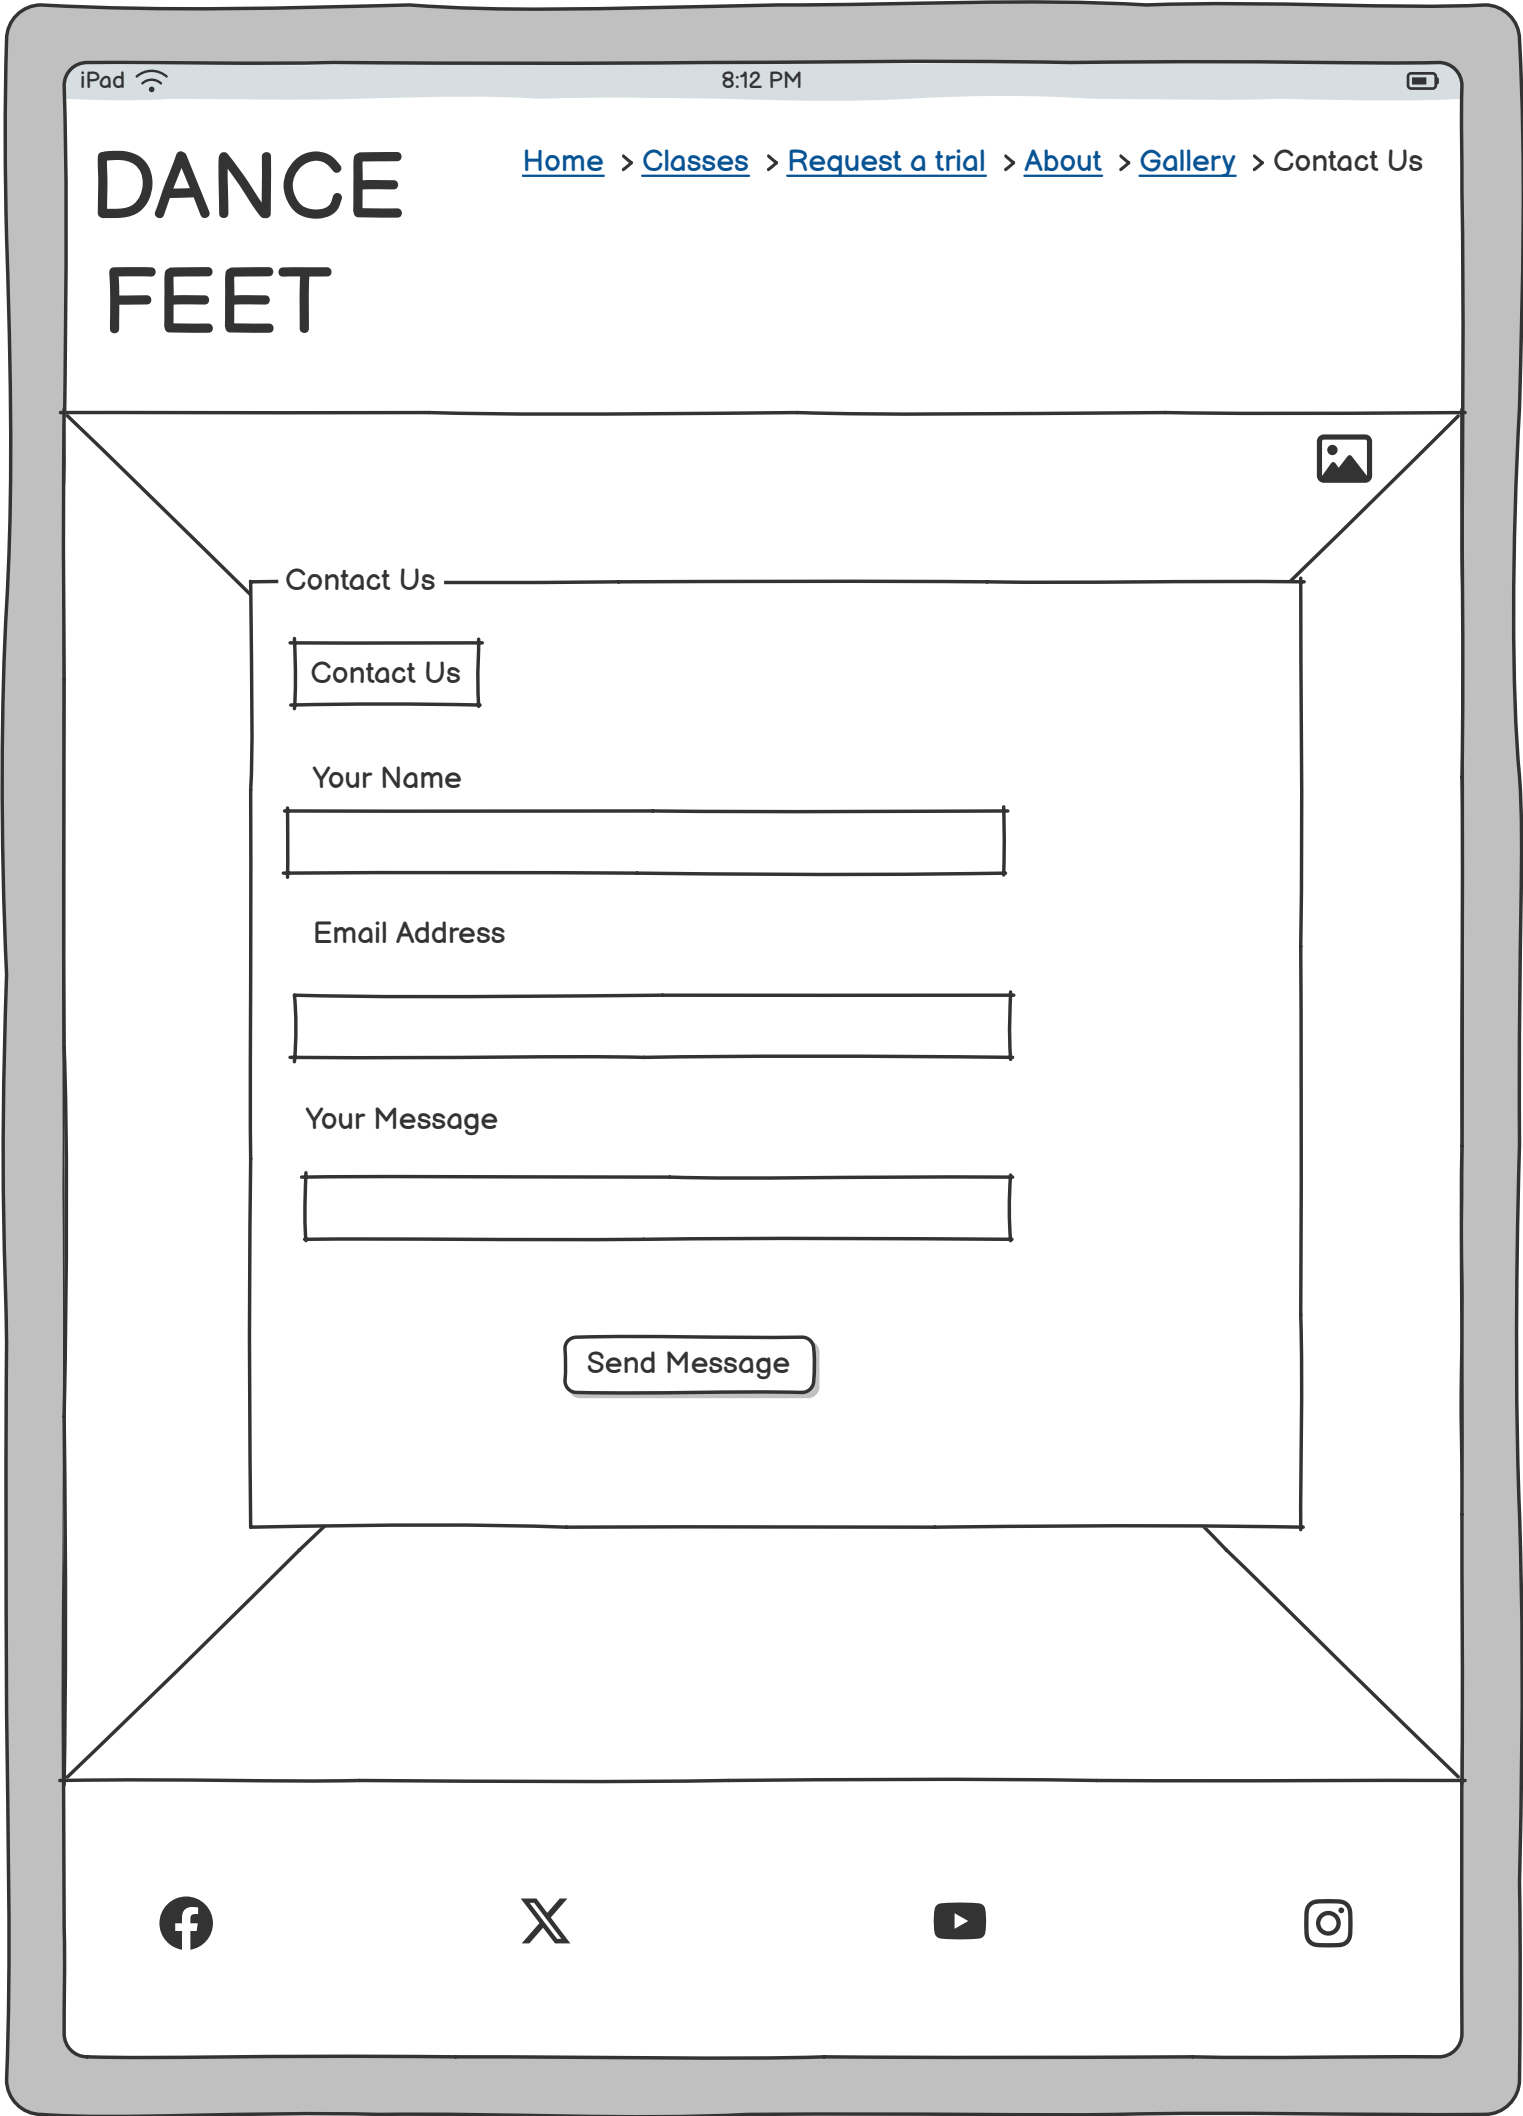 iPad 8:12 PM
DANCE
FEET
Home > Classes > Request a trial > About > Gallery > Contact Us
Contact Us
Contact Us
Your Name
Email Address
Your Message
Send Message